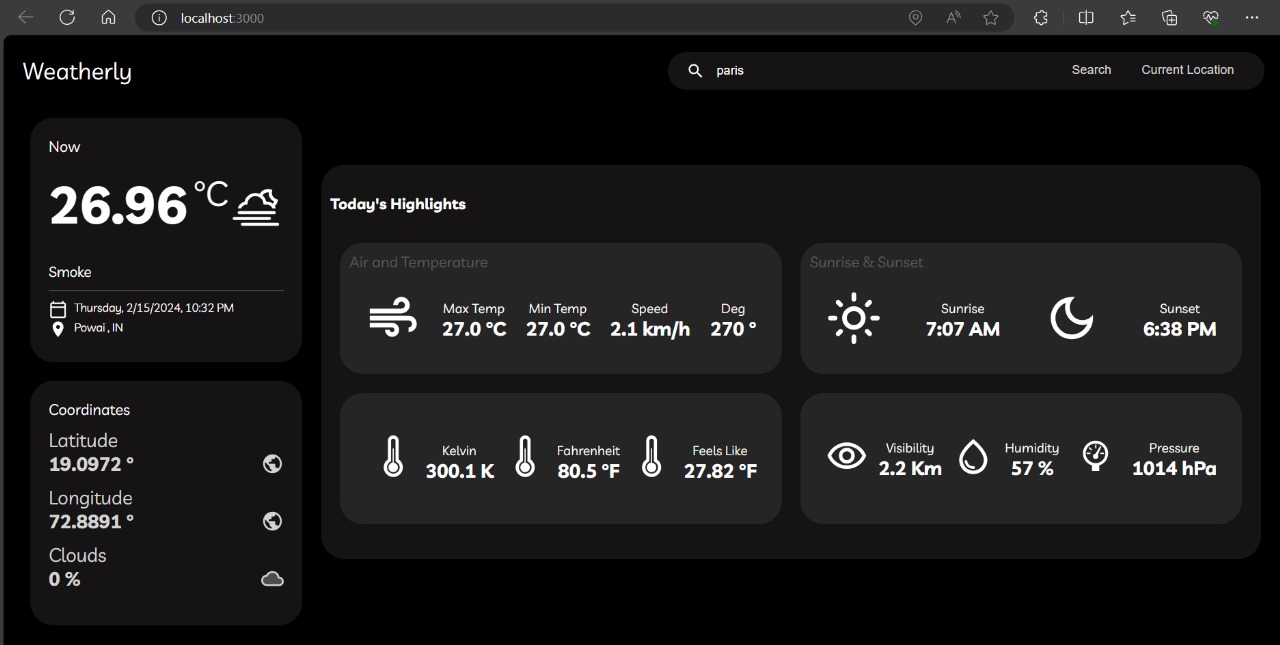 localhost:3000
Weatherly
paris
Search
Current Location
Now
26.96 °C
Smoke
Thursday, 2/15/2024, 10:32 PM
Powai , IN
Coordinates
Latitude
19.0972 °
Longitude
72.8891 °
Clouds
0 %
Today's Highlights
Air and Temperature
Max Temp Min Temp Speed Deg
27.0 °C 27.0 °C 2.1 km/h 270 °
Sunrise & Sunset
Sunrise Sunset
7:07 AM 6:38 PM
Kelvin Fahrenheit Feels Like
300.1 K 80.5 °F 27.82 °F
Visibility Humidity Pressure
2.2 Km 57 % 1014 hPa